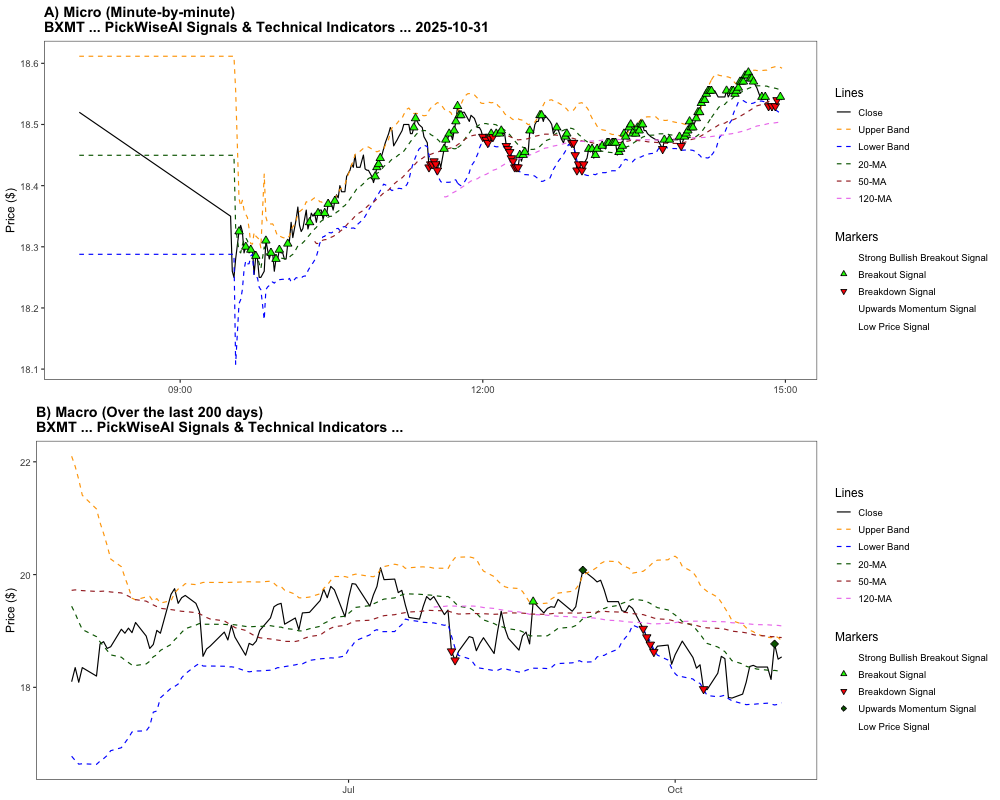 A) Micro (Minute-by-minute)
BXMT ... PickWiseAI Signals & Technical Indicators ... 2025-10-31
Price ($)
18.6
18.5
18.4
18.3
18.2
18.1
09:00
12:00
15:00
Lines
Close
Upper Band
Lower Band
20-MA
50-MA
120-MA
Markers
Strong Bullish Breakout Signal
Breakout Signal
Breakdown Signal
Upwards Momentum Signal
Low Price Signal
B) Macro (Over the last 200 days)
BXMT ... PickWiseAI Signals & Technical Indicators ...
Price ($)
22
20
18
Jul
Oct
Lines
Close
Upper Band
Lower Band
20-MA
50-MA
120-MA
Markers
Strong Bullish Breakout Signal
Breakout Signal
Breakdown Signal
Upwards Momentum Signal
Low Price Signal